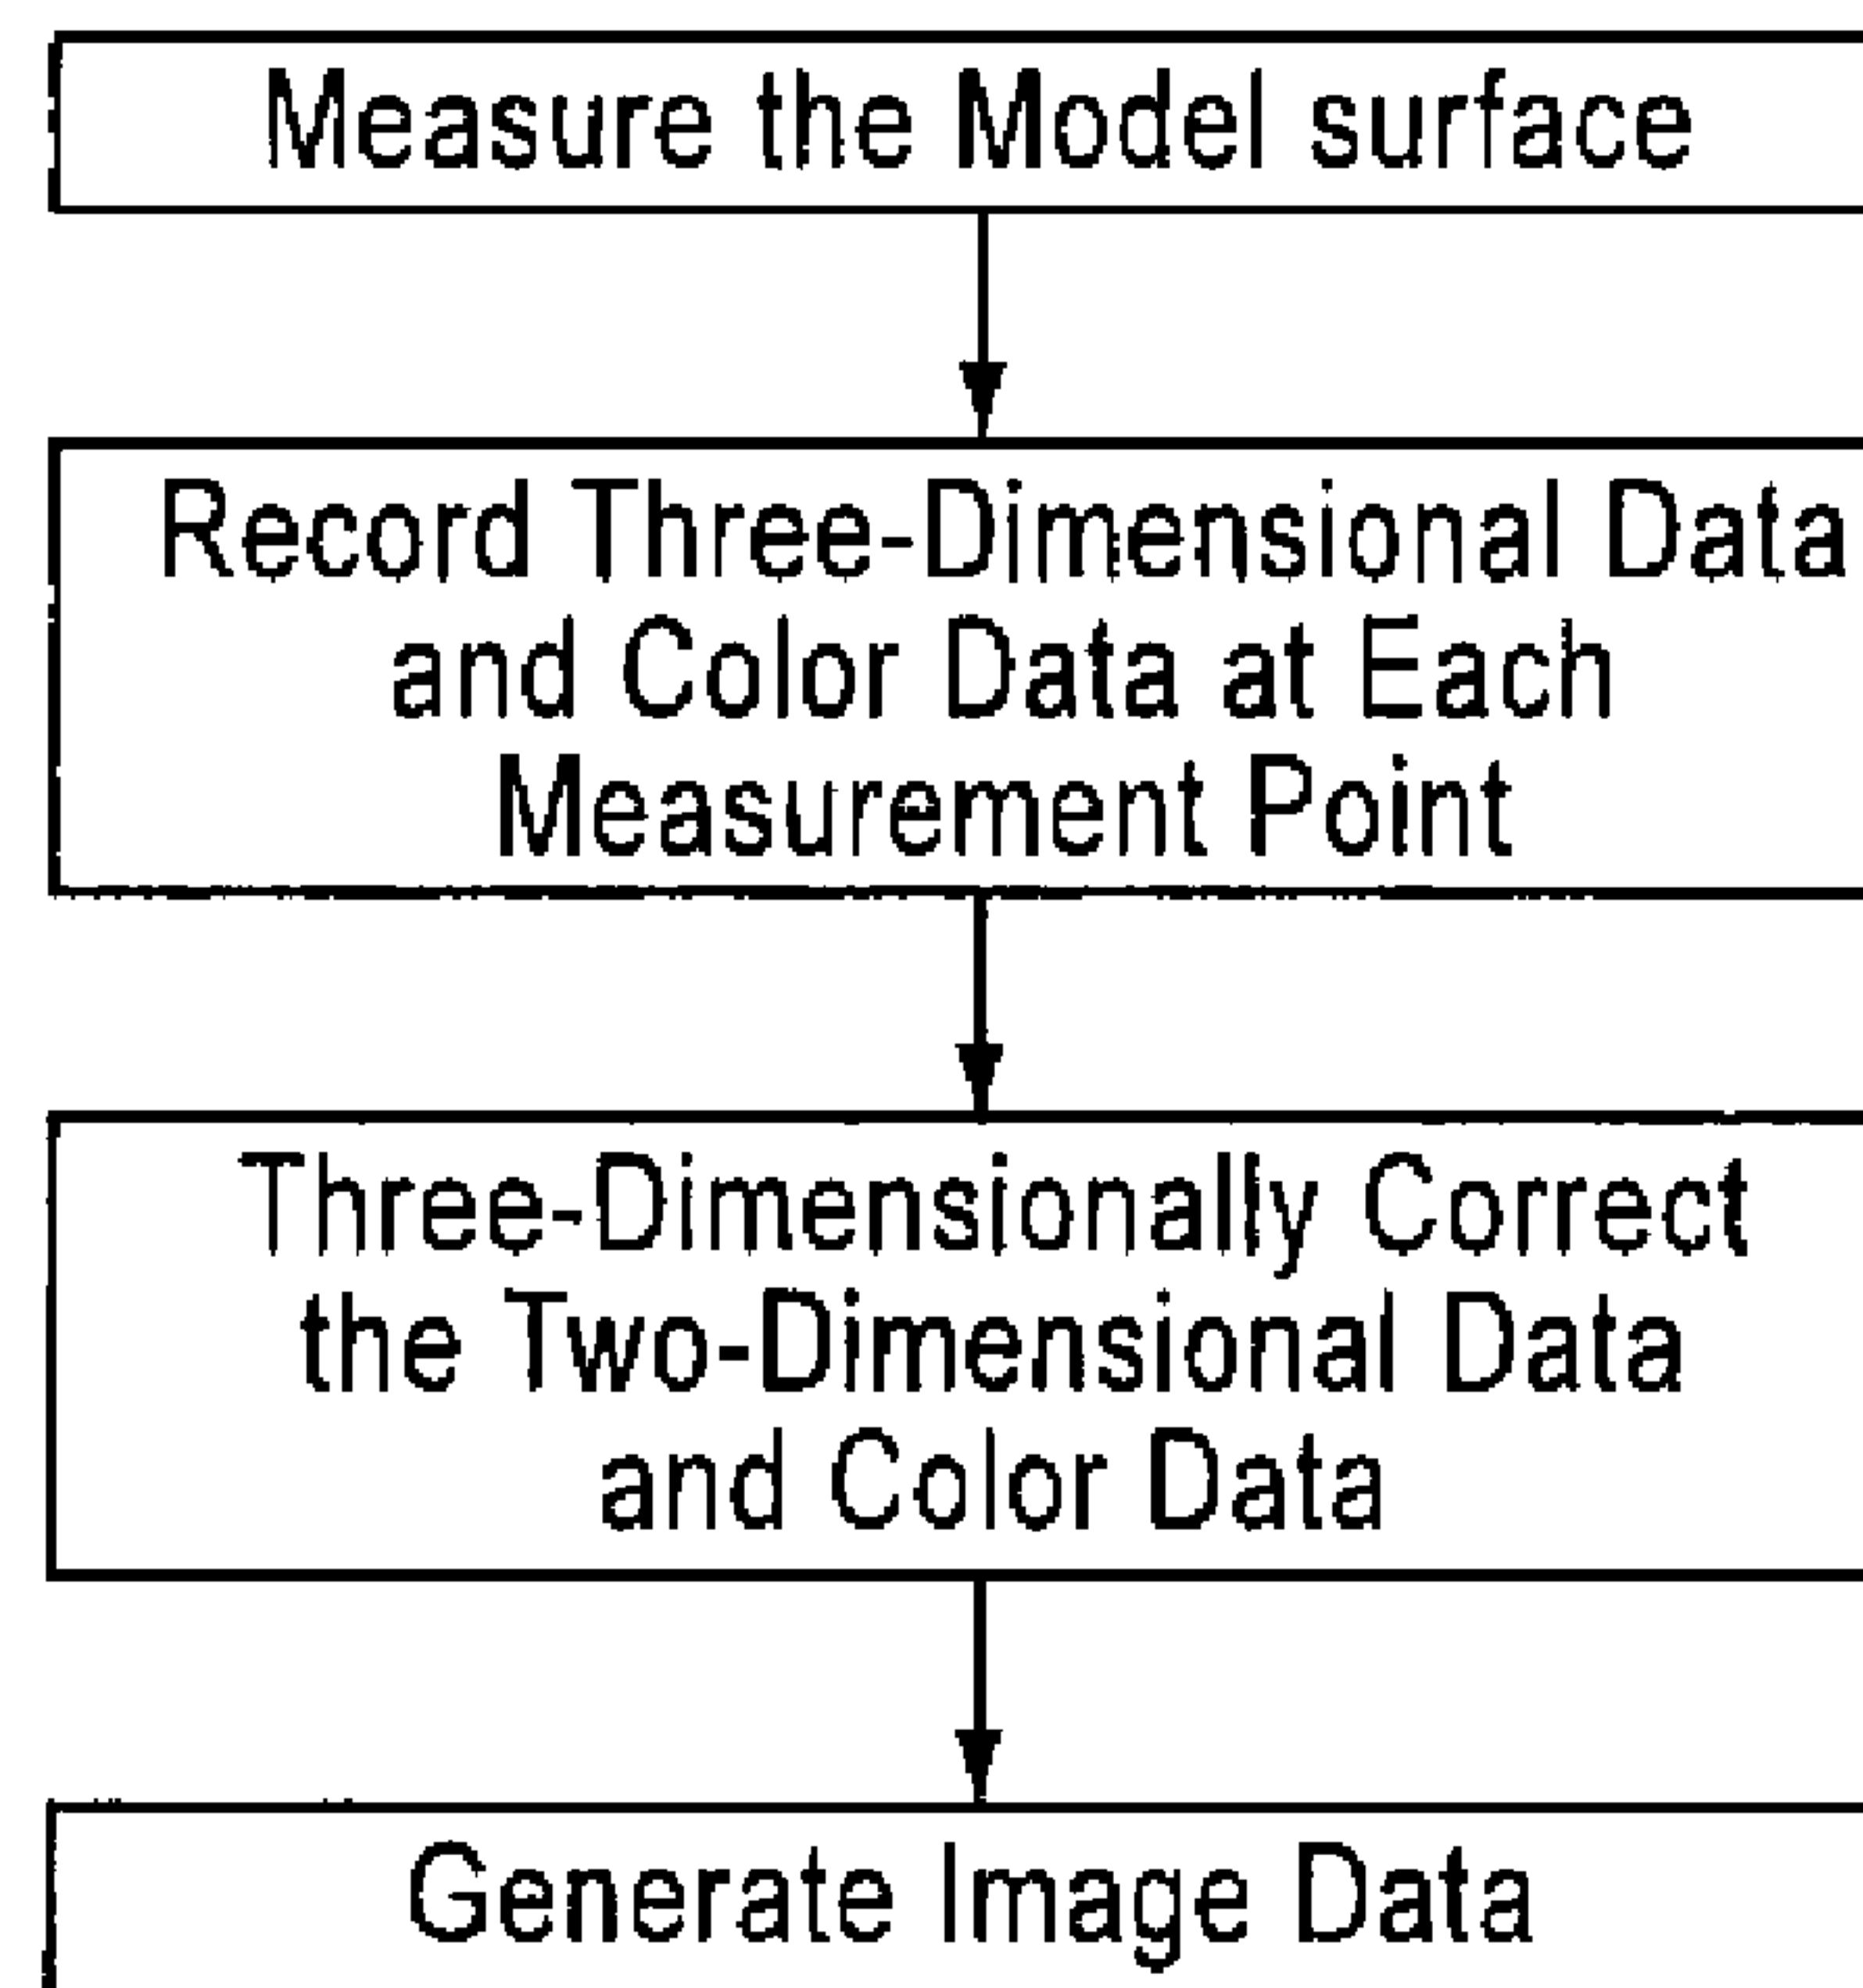 Measure the Model surface
Record Three-Dimensional Data
and Color Data at Each
Measurement Point
Three-Dimensionally Correct
the Two-Dimensional Data
and Color Data
Generate Image Data